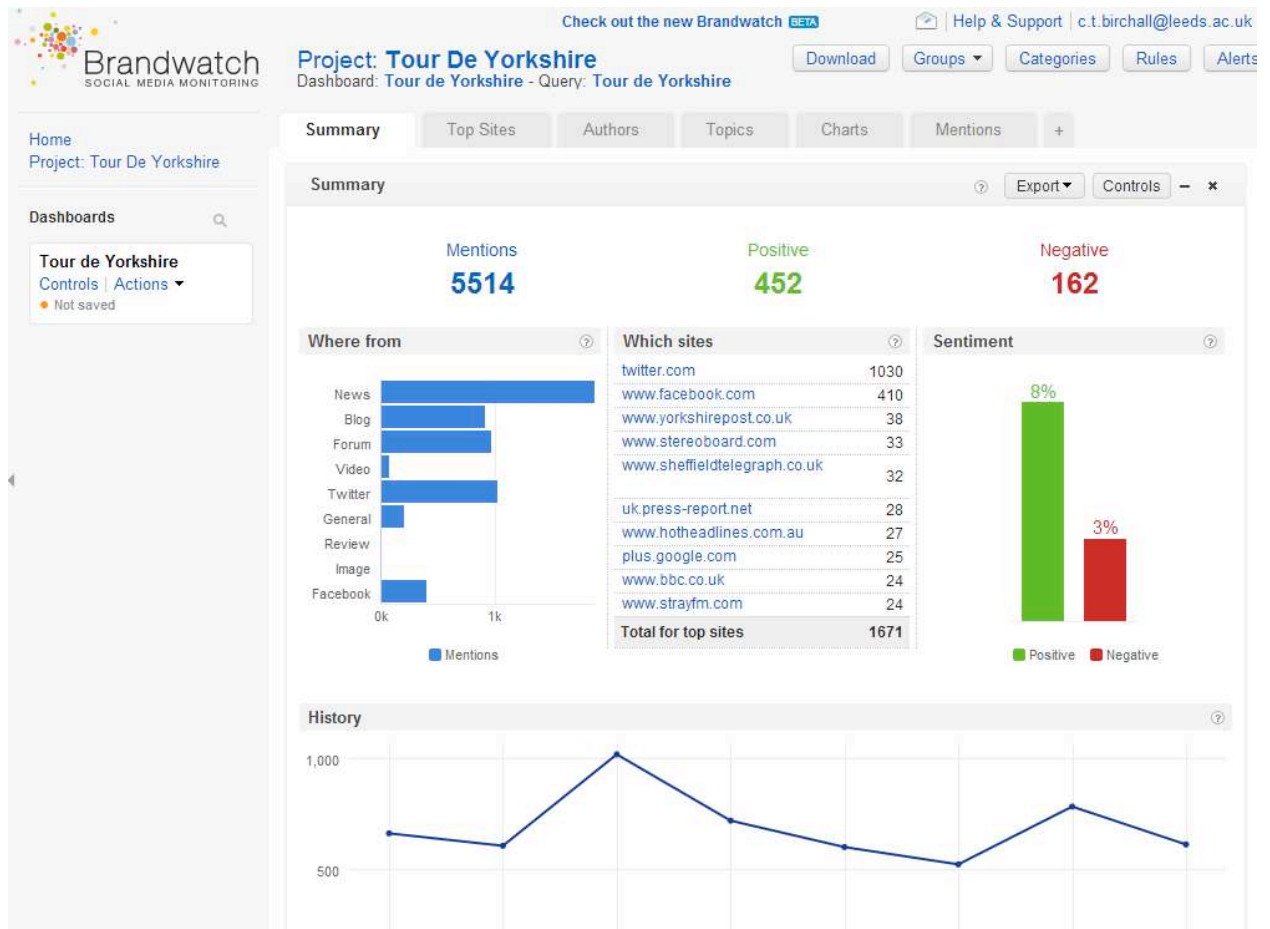 Check out the new Brandwatch BETA
Help & Support | c.t.birchall@leeds.ac.uk
Brandwatch
SOCIAL MEDIA MONITORING
Project: Tour De Yorkshire
Dashboard: Tour de Yorkshire - Query: Tour de Yorkshire
Download
Groups
Categories
Rules
Alerts
Home
Project: Tour De Yorkshire
Dashboards
Tour de Yorkshire
Controls | Actions
Not saved
Summary
Top Sites
Authors
Topics
Charts
Mentions
+
Summary
?
Export
Controls
Mentions
5514
Positive
452
Negative
162
Where from
?
News
Blog
Forum
Video
Twitter
General
Review
Image
Facebook
0k 1k
Mentions
Which sites
?
twitter.com 1030
www.facebook.com 410
www.yorkshirepost.co.uk 38
www.stereoboard.com 33
www.sheffieldtelegraph.co.uk 32
uk.press-report.net 28
www.hotheadlines.com.au 27
plus.google.com 25
www.bbc.co.uk 24
www.strayfm.com 24
Total for top sites 1671
Sentiment
?
8%
3%
Positive Negative
History
?
1,000
500